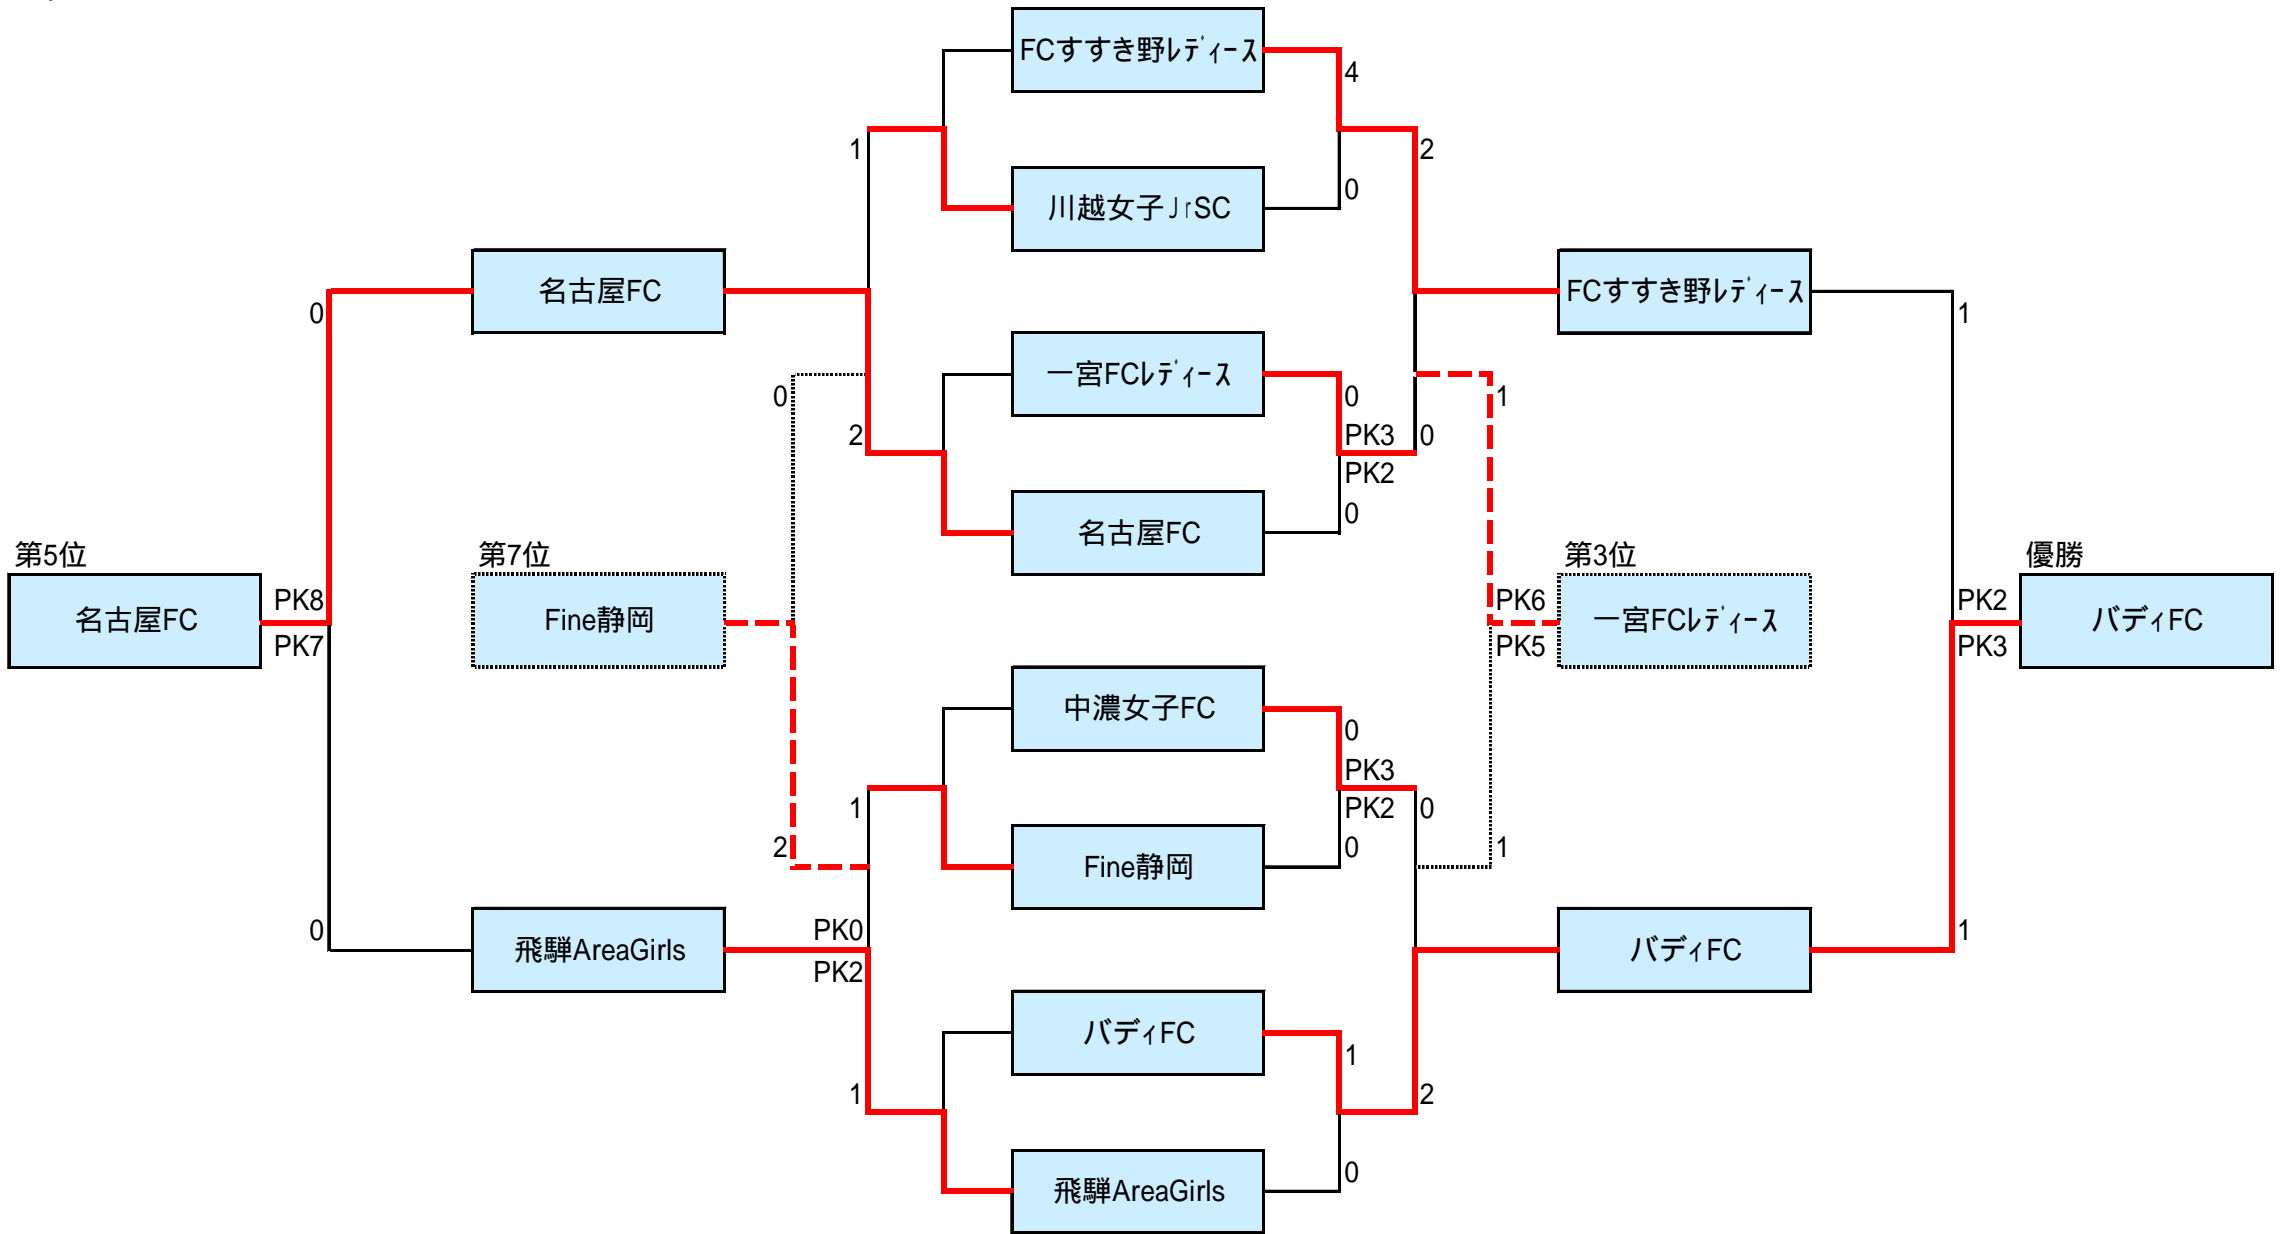 FCすすき野ﾚﾃﾞｨｰｽ
4
1
2
川越女子JrSC
0
名古屋FC
FCすすき野ﾚﾃﾞｨｰｽ
0
1
一宮FCﾚﾃﾞｨｰｽ
0
0
1
2
PK3
0
PK2
名古屋FC
0
第5位
第7位
第3位
優勝
名古屋FC
PK8
PK7
Fine静岡
PK6
PK5
一宮FCﾚﾃﾞｨｰｽ
PK2
PK3
バディFC
中濃女子FC
0
PK3
1
PK2
0
2
Fine静岡
0
1
0
飛騨AreaGirls
PK0
PK2
バディFC
1
バディFC
1
1
2
飛騨AreaGirls
0